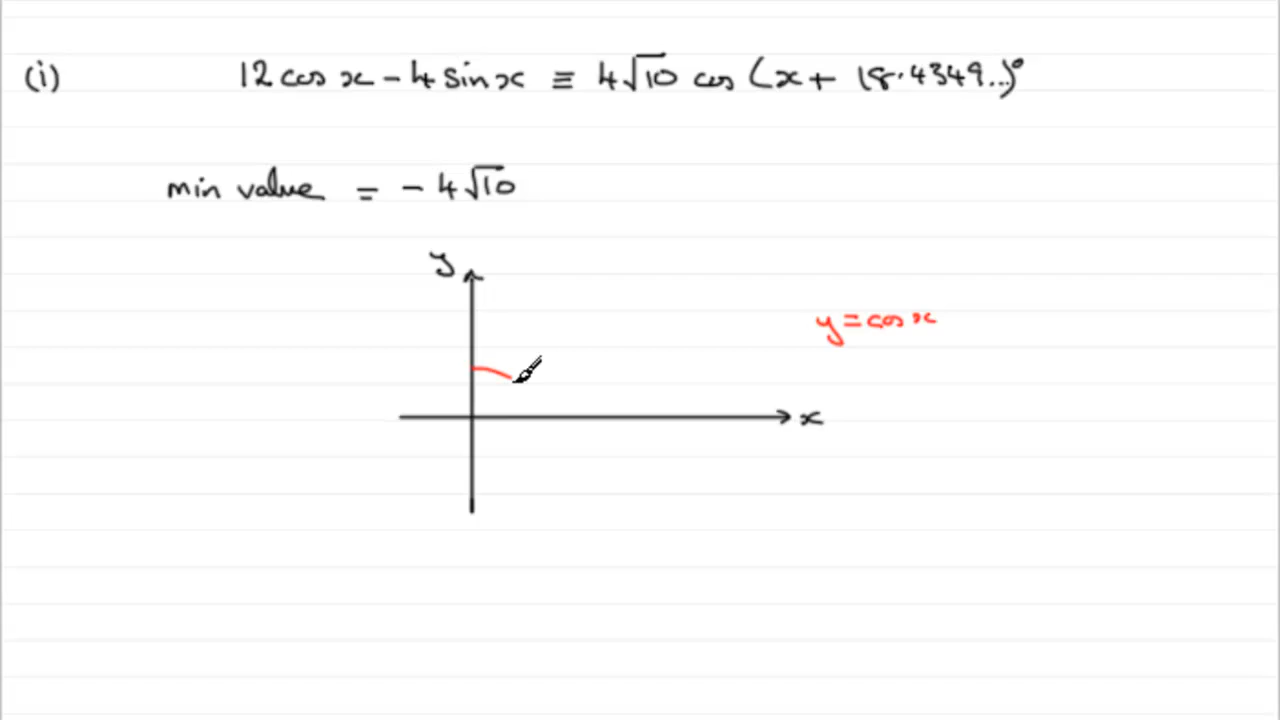 (i) 12 cos x - 4 sin x ≡ 4√10 cos (x + 18.4349..)°
min value = - 4√10
y
y = cos x
x